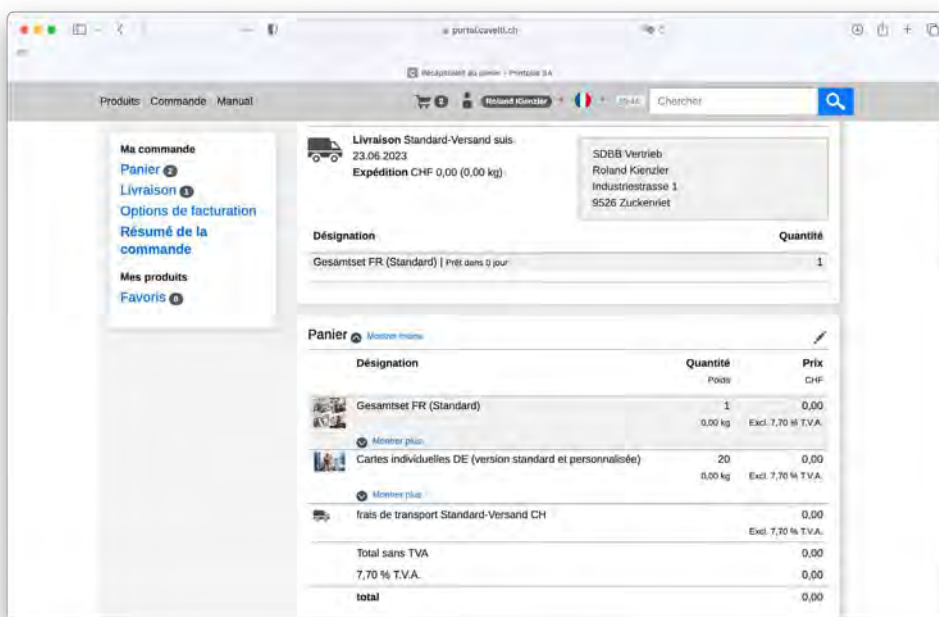 portal.cavelti.ch
Récapitulatif du panier – Printzone SA
Produits Commande Manual
2
Roland Kienzler
Chercher
Ma commande
Panier 2
Livraison 1
Options de facturation
Résumé de la
commande
Mes produits
Favoris 0
Livraison Standard-Versand suis
23.06.2023
Expédition CHF 0,00 (0,00 kg)
SDBB Vertrieb
Roland Kienzler
Industriestrasse 1
9526 Zuckenriet
Désignation Quantité
Gesamtset FR (Standard) | Prêt dans 0 jour 1
Panier Montrer moins
Désignation Quantité Prix
Poids CHF
Gesamtset FR (Standard) 1 0,00
0,00 kg Excl. 7,70 % T.V.A.
Montrer plus
Cartes individuelles DE (version standard et personnalisée) 20 0,00
0,00 kg Excl. 7,70 % T.V.A.
Montrer plus
frais de transport Standard-Versand CH 0,00
Excl. 7,70 % T.V.A.
Total sans TVA 0,00
7,70 % T.V.A. 0,00
total 0,00